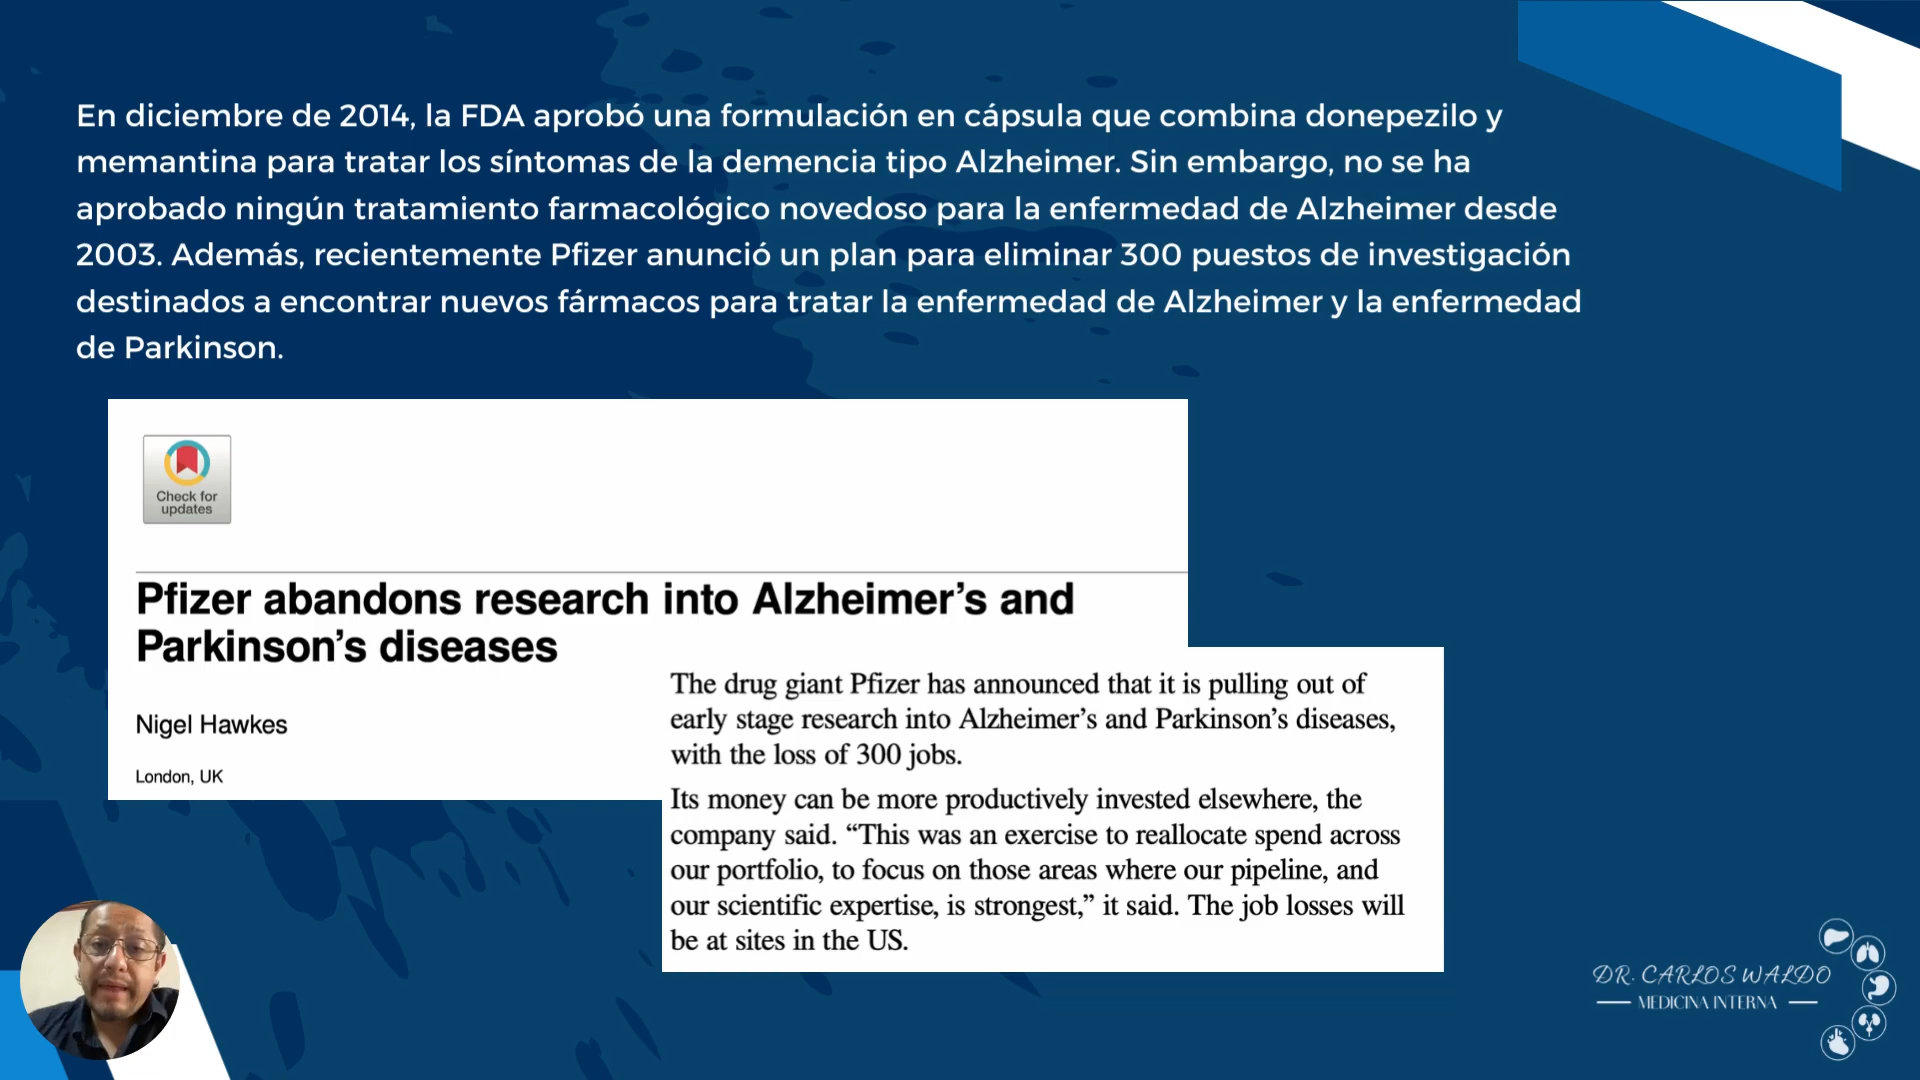 En diciembre de 2014, la FDA aprobó una formulación en cápsula que combina donepezilo y
memantina para tratar los síntomas de la demencia tipo Alzheimer. Sin embargo, no se ha
aprobado ningún tratamiento farmacológico novedoso para la enfermedad de Alzheimer desde
2003. Además, recientemente Pfizer anunció un plan para eliminar 300 puestos de investigación
destinados a encontrar nuevos fármacos para tratar la enfermedad de Alzheimer y la enfermedad
de Parkinson.
Check for
updates
Pfizer abandons research into Alzheimer’s and
Parkinson’s diseases
Nigel Hawkes
London, UK
The drug giant Pfizer has announced that it is pulling out of
early stage research into Alzheimer’s and Parkinson’s diseases,
with the loss of 300 jobs.
Its money can be more productively invested elsewhere, the
company said. “This was an exercise to reallocate spend across
our portfolio, to focus on those areas where our pipeline, and
our scientific expertise, is strongest,” it said. The job losses will
be at sites in the US.
DR. CARLOS WALDO
MEDICINA INTERNA